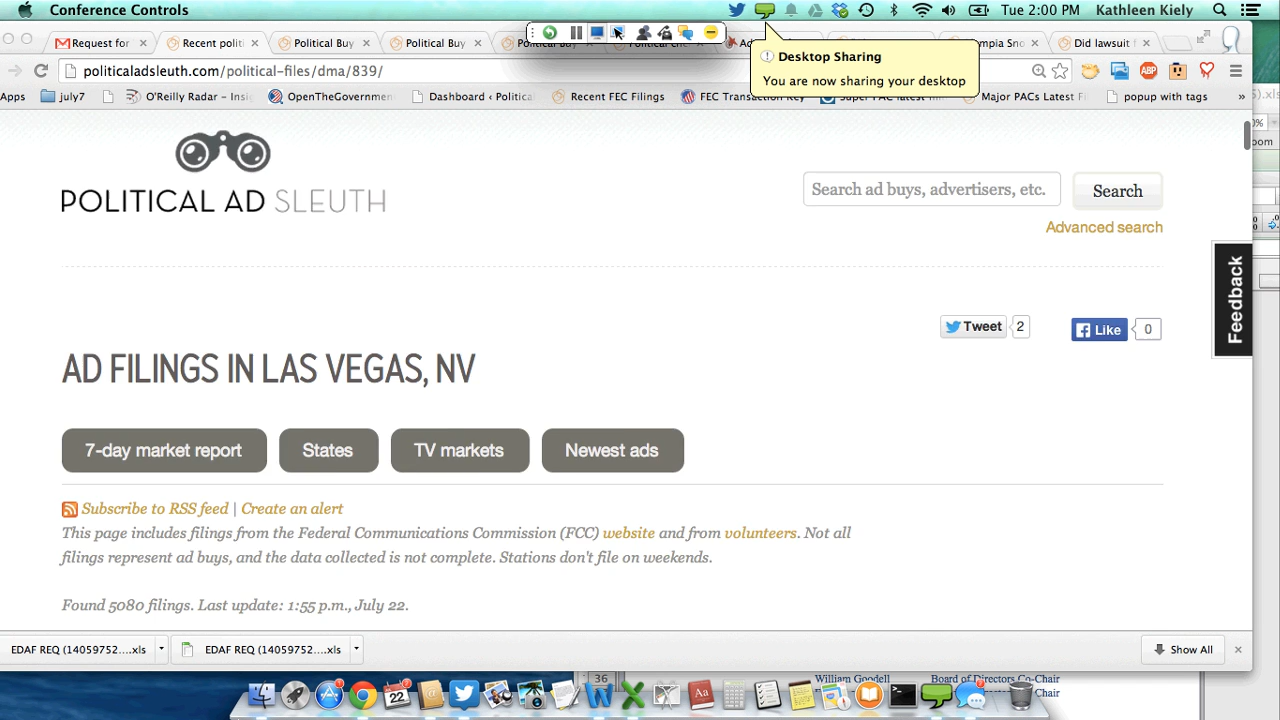 Conference Controls
Tue 2:00 PM Kathleen Kiely
Request for
Recent polit
Political Buy
Political Buy
Did lawsuit f
Desktop Sharing
You are now sharing your desktop
politicaladsleuth.com/political-files/dma/839/
Apps
july7
O'Reilly Radar - Insig
OpenTheGovernmen
Dashboard ‹ Political
Recent FEC Filings
FEC Transaction Key
Major PACs Latest F
popup with tags
»
POLITICAL AD SLEUTH
Search ad buys, advertisers, etc.
Search
Advanced search
Feedback
Tweet 2
Like 0
AD FILINGS IN LAS VEGAS, NV
7-day market report
States
TV markets
Newest ads
Subscribe to RSS feed | Create an alert
This page includes filings from the Federal Communications Commission (FCC) website and from volunteers. Not all
filings represent ad buys, and the data collected is not complete. Stations don't file on weekends.
Found 5080 filings. Last update: 1:55 p.m., July 22.
EDAF REQ (14059752....xls
EDAF REQ (14059752....xls
Show All
36
William Goodell
Board of Directors Co-Chair
Co-Chair
22